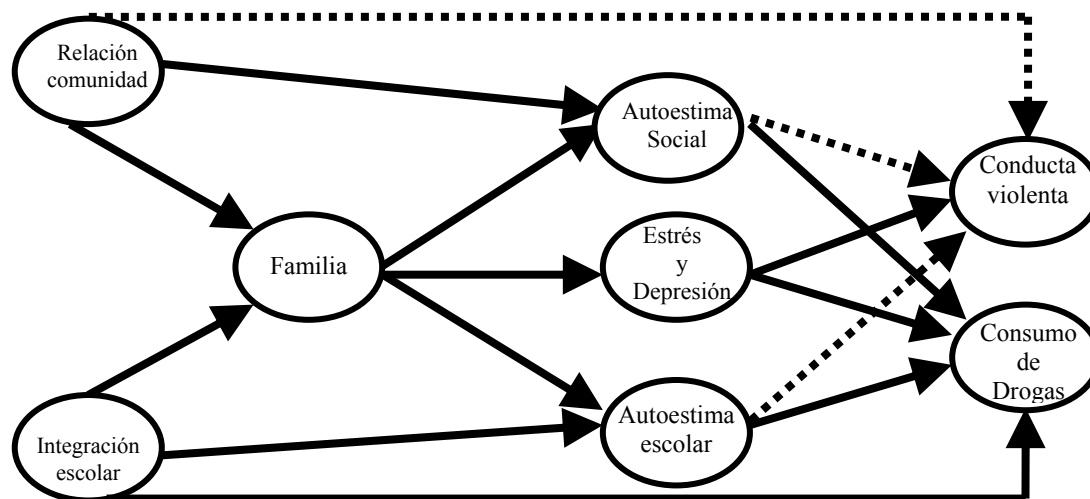 Relación
comunidad
Autoestima
Social
Conducta
violenta
Familia
Estrés
y
Depresión
Consumo
de
Drogas
Integración
escolar
Autoestima
escolar